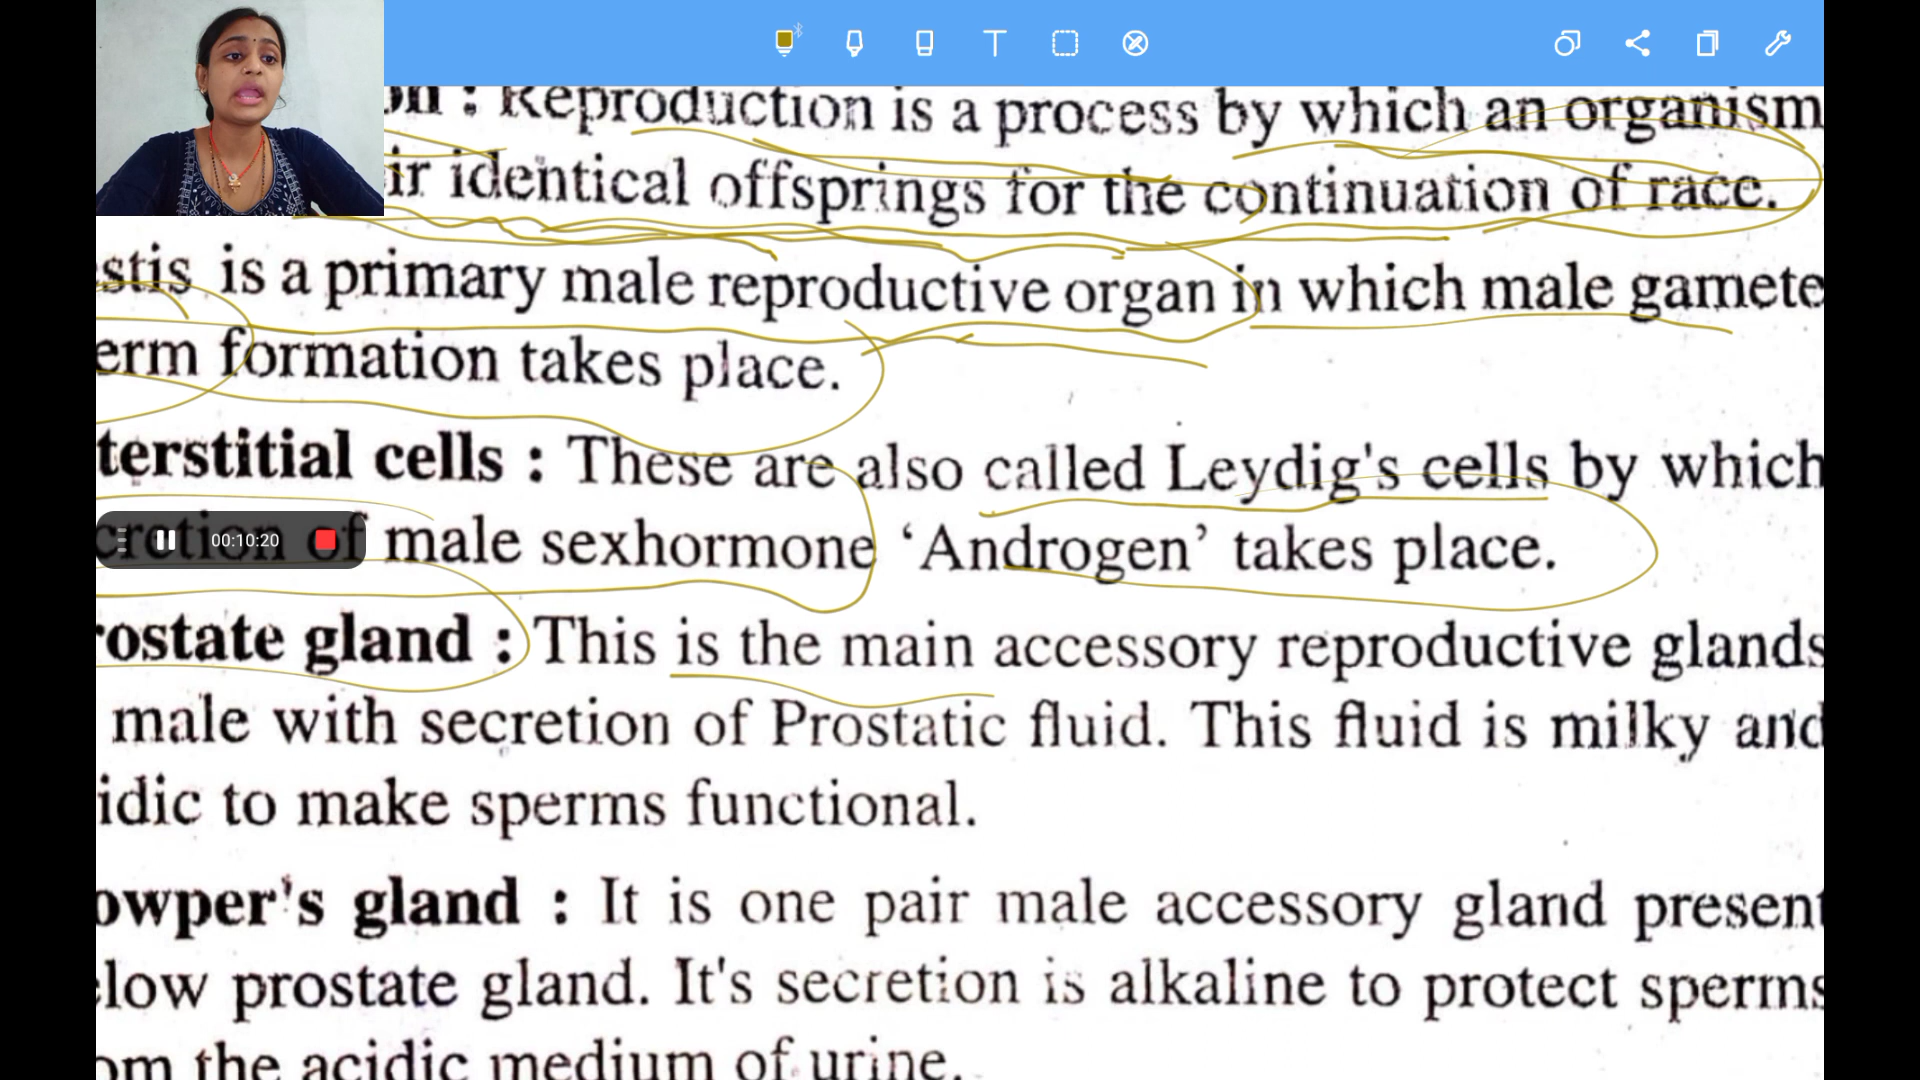 on : Reproduction is a process by which an organism
ir identical offsprings for the continuation of race.
stis is a primary male reproductive organ in which male gamete
erm formation takes place.
terstitial cells : These are also called Leydig's cells by which
cretion of male sexhormone ‘Androgen’ takes place.
00:10:20
rostate gland : This is the main accessory reproductive glands
male with secretion of Prostatic fluid. This fluid is milky and
idic to make sperms functional.
owper's gland : It is one pair male accessory gland present
elow prostate gland. It's secretion is alkaline to protect sperms
om the acidic medium of urine.